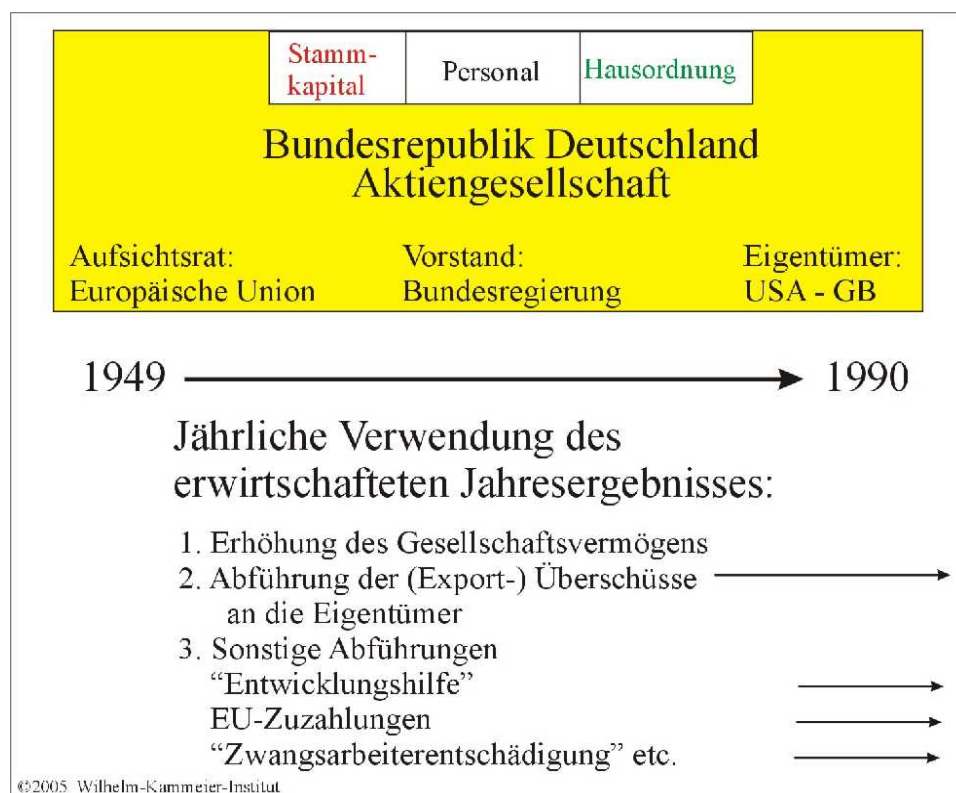 Stamm-
kapital
Personal
Hausordnung
Bundesrepublik Deutschland
Aktiengesellschaft
Aufsichtsrat:
Europäische Union
Vorstand:
Bundesregierung
Eigentümer:
USA - GB
1949
1990
Jährliche Verwendung des
erwirtschafteten Jahresergebnisses:
1. Erhöhung des Gesellschaftsvermögens
2. Abführung der (Export-) Überschüsse
an die Eigentümer
3. Sonstige Abführungen
“Entwicklungshilfe”
EU-Zuzahlungen
“Zwangsarbeiterentschädigung” etc.
©2005 Wilhelm-Kammeier-Institut